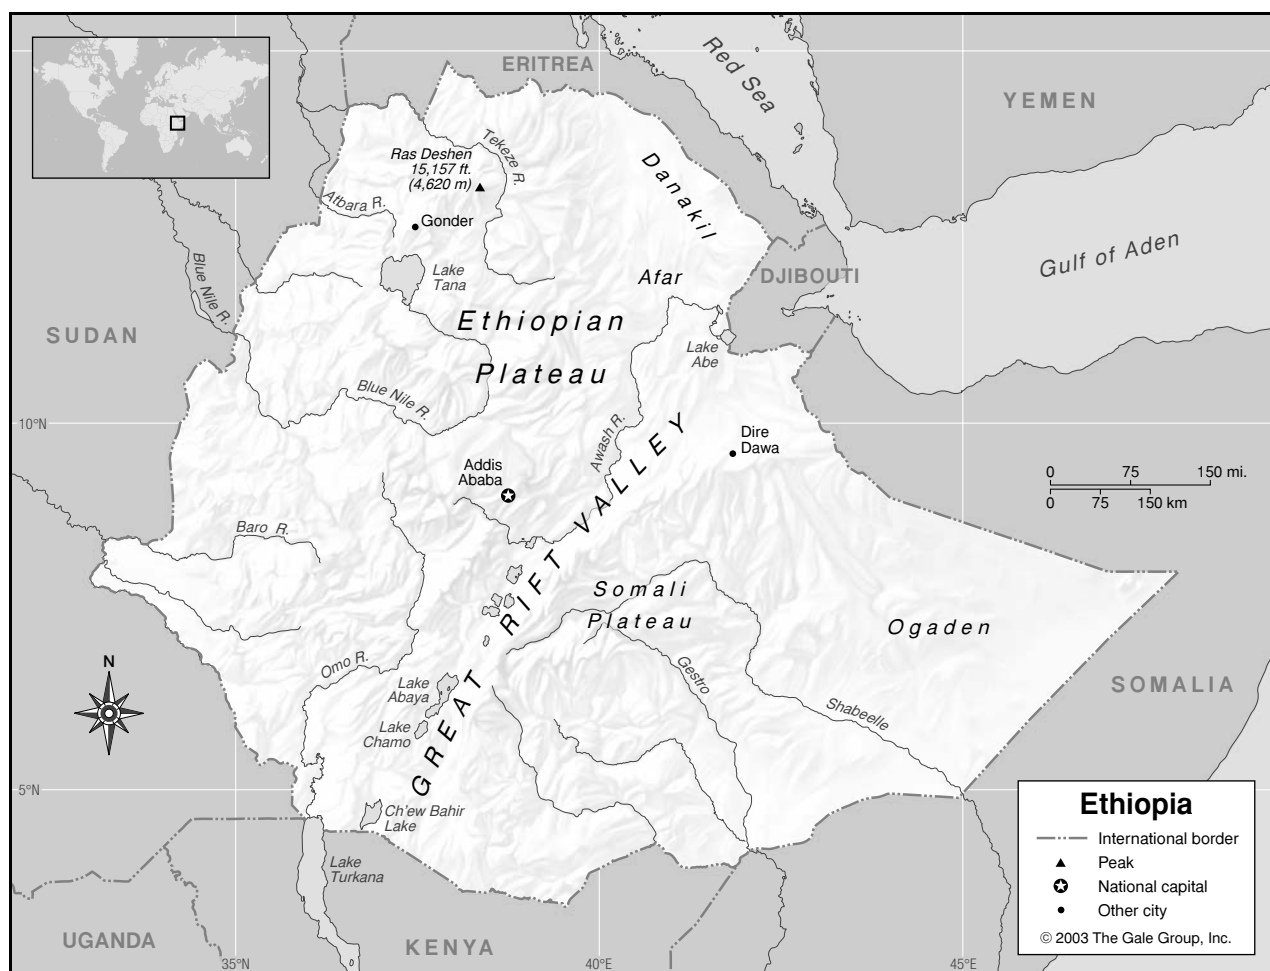 ERITREA
Red Sea
YEMEN
Ras Deshen
15,157 ft.
(4,620 m)
Tekeze R.
Danakil
Atbara R.
Gonder
Gulf of Aden
Blue Nile R.
Lake
Tana
Afar
DJIBOUTI
SUDAN
Ethiopian
Plateau
Lake
Abe
Blue Nile R.
10°N
Awash R.
Dire
Dawa
Addis
Ababa
0 75 150 mi.
0 75 150 km
Baro R.
GREAT RIFT VALLEY
Somali
Plateau
Ogaden
N
Omo R.
Lake
Abaya
Gestro
Shabeelle
SOMALIA
Lake
Chamo
5°N
Ch'ew Bahir
Lake
Lake
Turkana
UGANDA
KENYA
35°N
40°E
45°E
Ethiopia
International border
Peak
National capital
Other city
© 2003 The Gale Group, Inc.